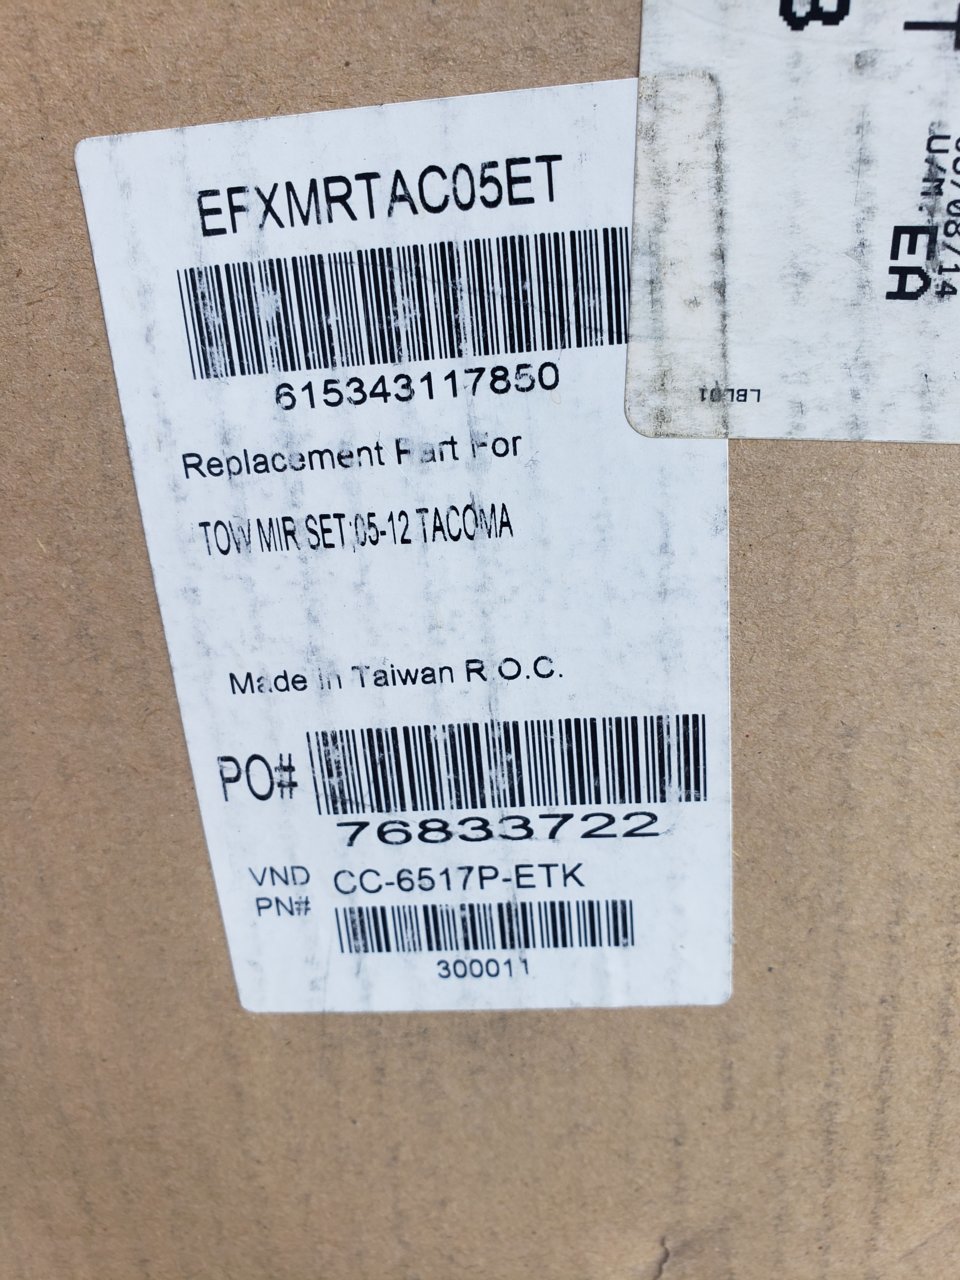 EFXMRTAC05ET
615343117850
Replacement Part For
TOW MIR SET;05-12 TACOMA
Made in Taiwan R.O.C.
PO#
76833722
VND
PN#
CC-6517P-ETK
300011
U/M:
EA
LBL01